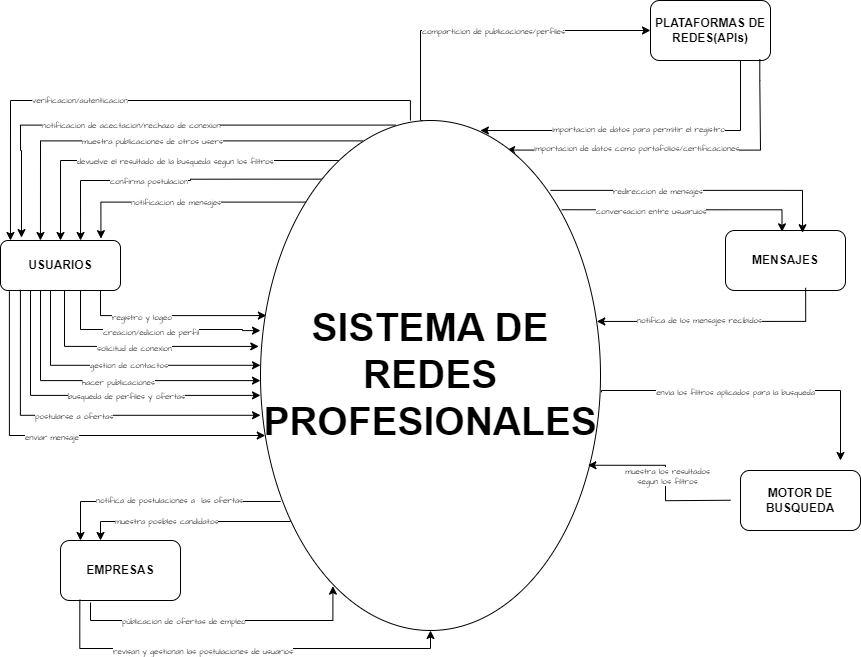 PLATAFORMAS DE
REDES(APIs)
comparticion de publicaciones/perfiles
verificacion/autenticacion
notificacion de acectacion/rechazo de conexion
muestra publicaciones de otros users
devuelve el resultado de la busqueda segun los filtros
confirma postulacion
notificacion de mensajes
importacion de datos para permitir el registro
importacion de datos como portafolios/certificaciones
redireccion de mensajes
conversacion entre usuaruios
USUARIOS
MENSAJES
registro y logeo
creacion/edicion de perfil
solicitud de conexion
gestion de contactos
hacer publicaciones
busqueda de perfiles y ofertas
postularse a ofertas
enviar mensaje
SISTEMA DE
REDES
PROFESIONALES
notifica de los mensajes recibidos
envia los filtros aplicados para la busqueda
muestra los resultados
segun los filtros
MOTOR DE
BUSQUEDA
notifica de postulaciones a las ofertas
muestra posibles candidatos
EMPRESAS
públicacion de ofertas de empleo
revisan y gestionan las postulaciones de usuarios